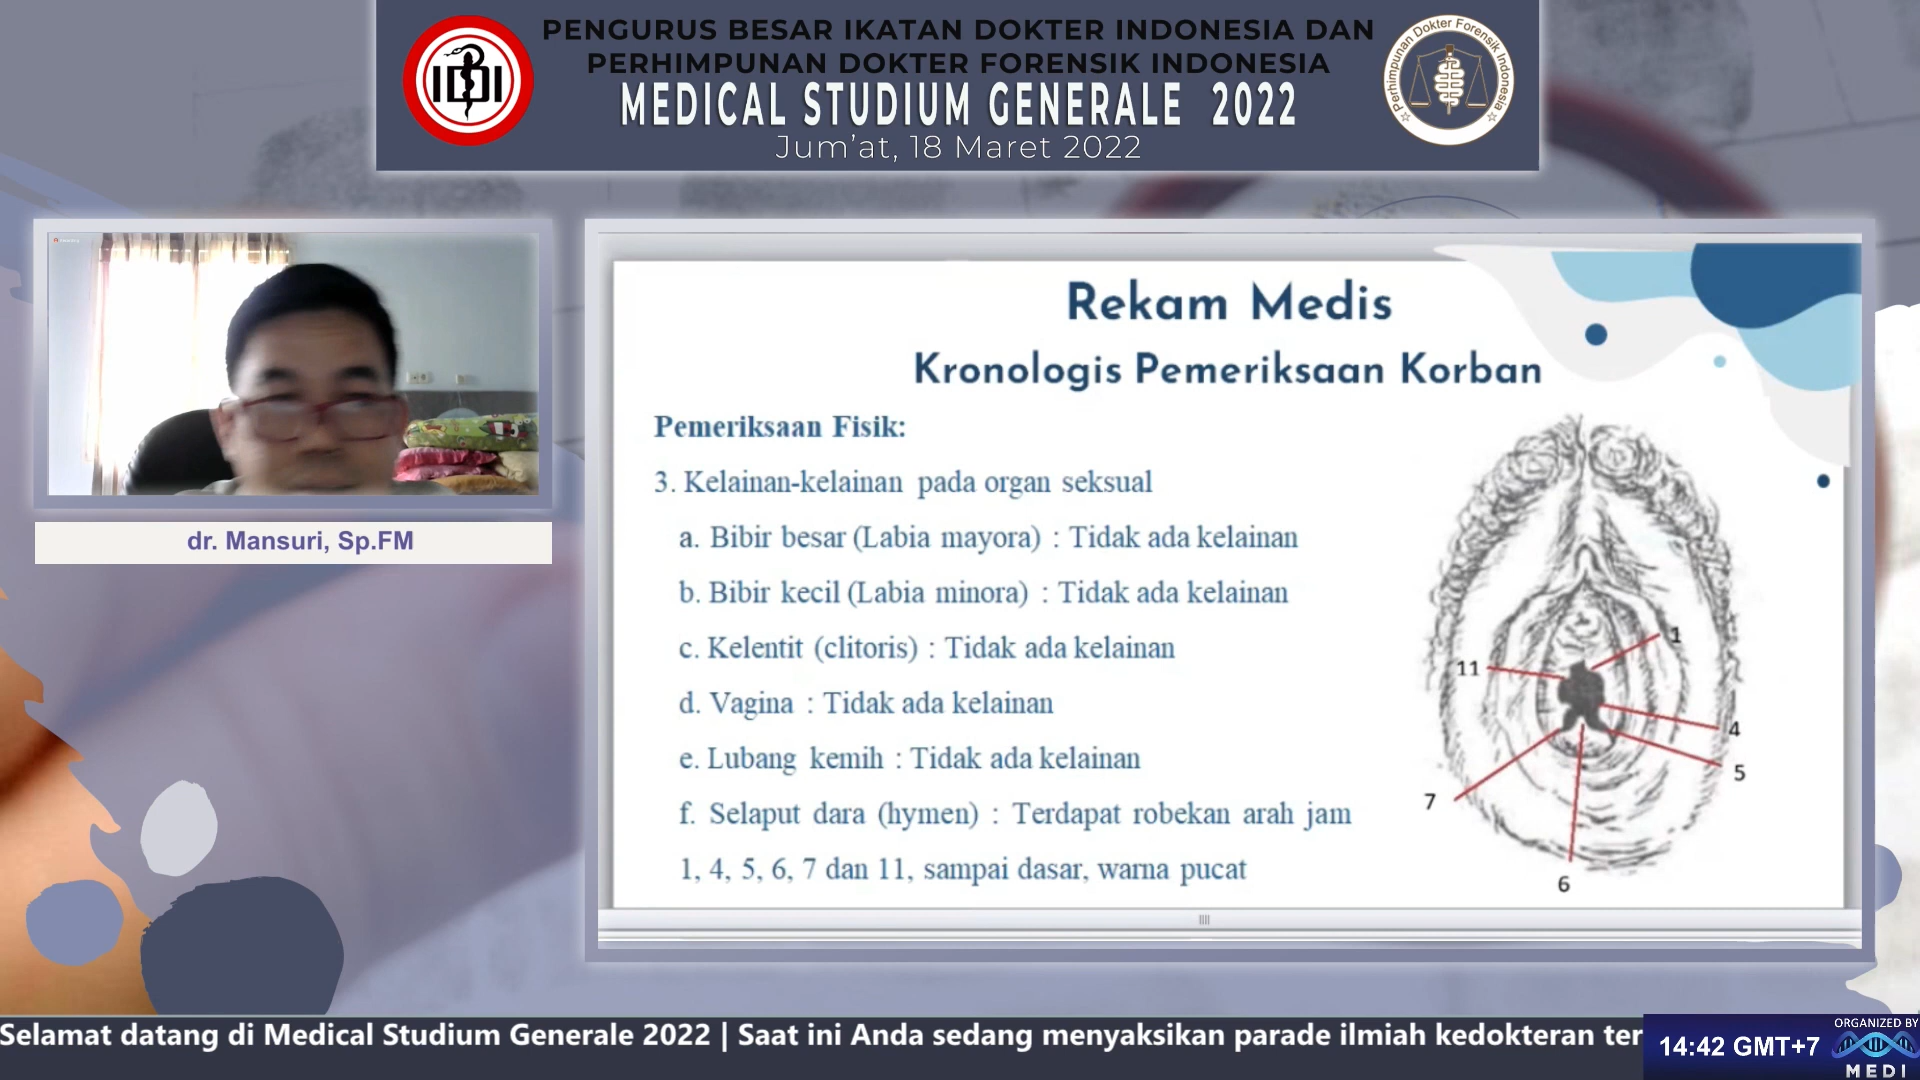 PENGURUS BESAR IKATAN DOKTER INDONESIA DAN
PERHIMPUNAN DOKTER FORENSIK INDONESIA
MEDICAL STUDIUM GENERALE 2022
Jum'at, 18 Maret 2022
IDI
Perhimpunan Dokter Forensik Indonesia
dr. Mansuri, Sp.FM
Rekam Medis
Kronologis Pemeriksaan Korban
Pemeriksaan Fisik:
3. Kelainan-kelainan pada organ seksual
a. Bibir besar (Labia mayora) : Tidak ada kelainan
b. Bibir kecil (Labia minora) : Tidak ada kelainan
c. Kelentit (clitoris) : Tidak ada kelainan
d. Vagina : Tidak ada kelainan
e. Lubang kemih : Tidak ada kelainan
f. Selaput dara (hymen) : Terdapat robekan arah jam
1, 4, 5, 6, 7 dan 11, sampai dasar, warna pucat
1
11
4
5
7
6
Selamat datang di Medical Studium Generale 2022 | Saat ini Anda sedang menyaksikan parade ilmiah kedokteran ter
14:42 GMT+7
ORGANIZED BY
MEDI